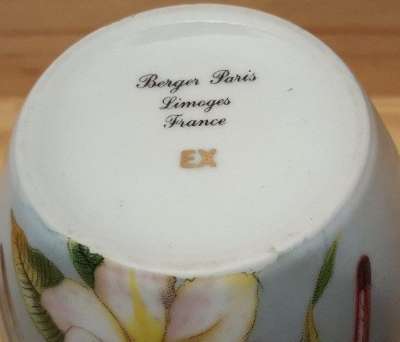 Berger Paris
Limoges
France
EX